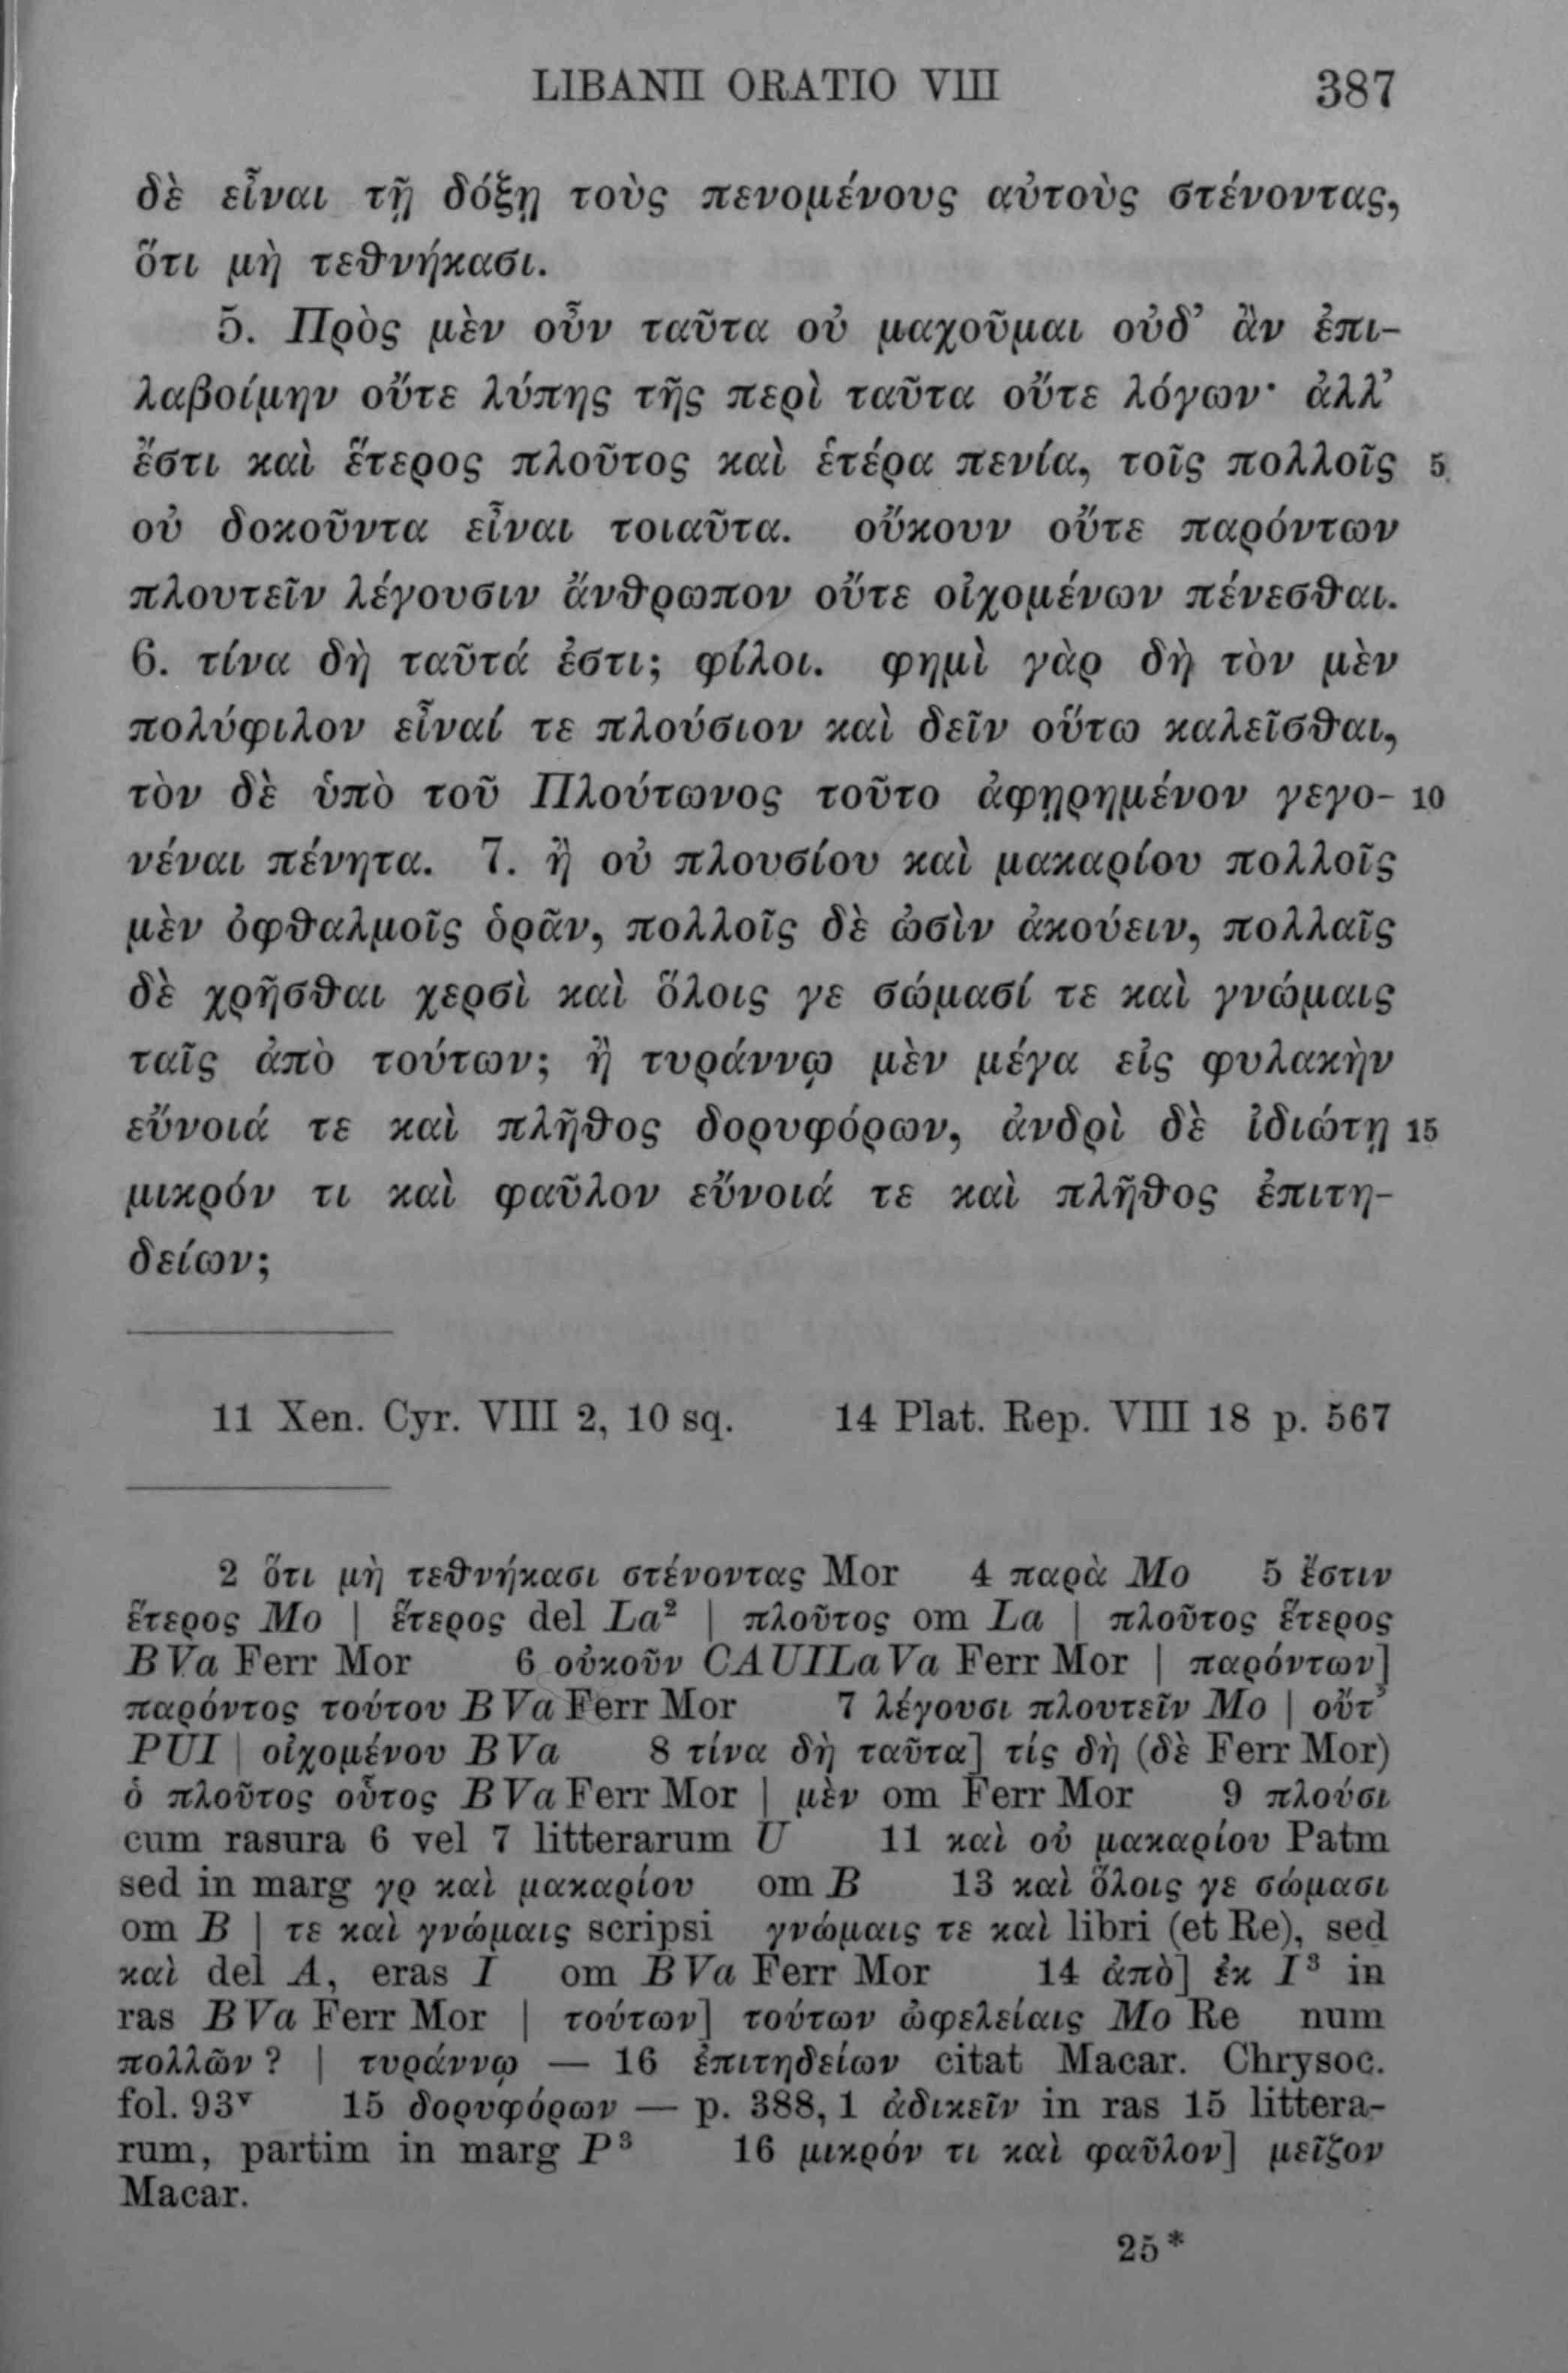 LIBANII ORATIO VIII 387
δὲ εἶναι τῇ δόξῃ τοὺς πενομένους αὑτοὺς στένοντας,
ὅτι μὴ τεθνήκασι.
5. Πρὸς μὲν οὖν ταῦτα οὐ μαχοῦμαι οὐδ’ ἂν ἐπι-
λαβοίμην οὔτε λύπης τῆς περὶ ταῦτα οὔτε λόγων· ἀλλ’
ἔστι καὶ ἕτερος πλοῦτος καὶ ἑτέρα πενία, τοῖς πολλοῖς 5
οὐ δοκοῦντα εἶναι τοιαῦτα. οὔκουν οὔτε παρόντων
πλουτεῖν λέγουσιν ἄνθρωπον οὔτε οἰχομένων πένεσθαι.
6. τίνα δὴ ταῦτά ἐστι; φίλοι. φημὶ γὰρ δὴ τὸν μὲν
πολύφιλον εἶναί τε πλούσιον καὶ δεῖν οὕτω καλεῖσθαι,
τὸν δὲ ὑπὸ τοῦ Πλούτωνος τοῦτο ἀφῃρημένον γεγο- 10
νέναι πένητα. 7. ἢ οὐ πλουσίου καὶ μακαρίου πολλοῖς
μὲν ὀφθαλμοῖς ὁρᾶν, πολλοῖς δὲ ὠσὶν ἀκούειν, πολλαῖς
δὲ χρῆσθαι χερσὶ καὶ ὅλοις γε σώμασί τε καὶ γνώμαις
ταῖς ἀπὸ τούτων; ἢ τυράννῳ μὲν μέγα εἰς φυλακὴν
εὔνοιά τε καὶ πλῆθος δορυφόρων, ἀνδρὶ δὲ ἰδιώτῃ 15
μικρόν τι καὶ φαῦλον εὔνοιά τε καὶ πλῆθος ἐπιτη-
δείων;
11 Xen. Cyr. VIII 2, 10 sq. 14 Plat. Rep. VIII 18 p. 567
2 ὅτι μὴ τεθνήκασι στένοντας Mor 4 παρὰ Mo 5 ἔστιν
ἕτερος Mo | ἕτερος del La² | πλοῦτος om La | πλοῦτος ἕτερος
BVa Ferr Mor 6 οὐκοῦν CAUILaVa Ferr Mor | παρόντων]
παρόντος τούτου BVa Ferr Mor 7 λέγουσι πλουτεῖν Mo | οὔτ’
PUI | οἰχομένου BVa 8 τίνα δὴ ταῦτα] τίς δὴ (δὲ Ferr Mor)
ὁ πλοῦτος οὗτος BVa Ferr Mor | μὲν om Ferr Mor 9 πλούσι
cum rasura 6 vel 7 litterarum U 11 καὶ οὐ μακαρίου Patm
sed in marg γρ καὶ μακαρίου om B 13 καὶ ὅλοις γε σώμασι
om B | τε καὶ γνώμαις scripsi γνώμαις τε καὶ libri (et Re), sed
καὶ del A, eras I om BVa Ferr Mor 14 ἀπὸ] ἐκ I³ in
ras BVa Ferr Mor | τούτων] τούτων ὠφελείαις Mo Re num
πολλῶν? | τυράννῳ — 16 ἐπιτηδείων citat Macar. Chrysoc.
fol. 93ᵛ 15 δορυφόρων — p. 388, 1 ἀδικεῖν in ras 15 littera-
rum, partim in marg P³ 16 μικρόν τι καὶ φαῦλον] μεῖζον
Macar.
25*